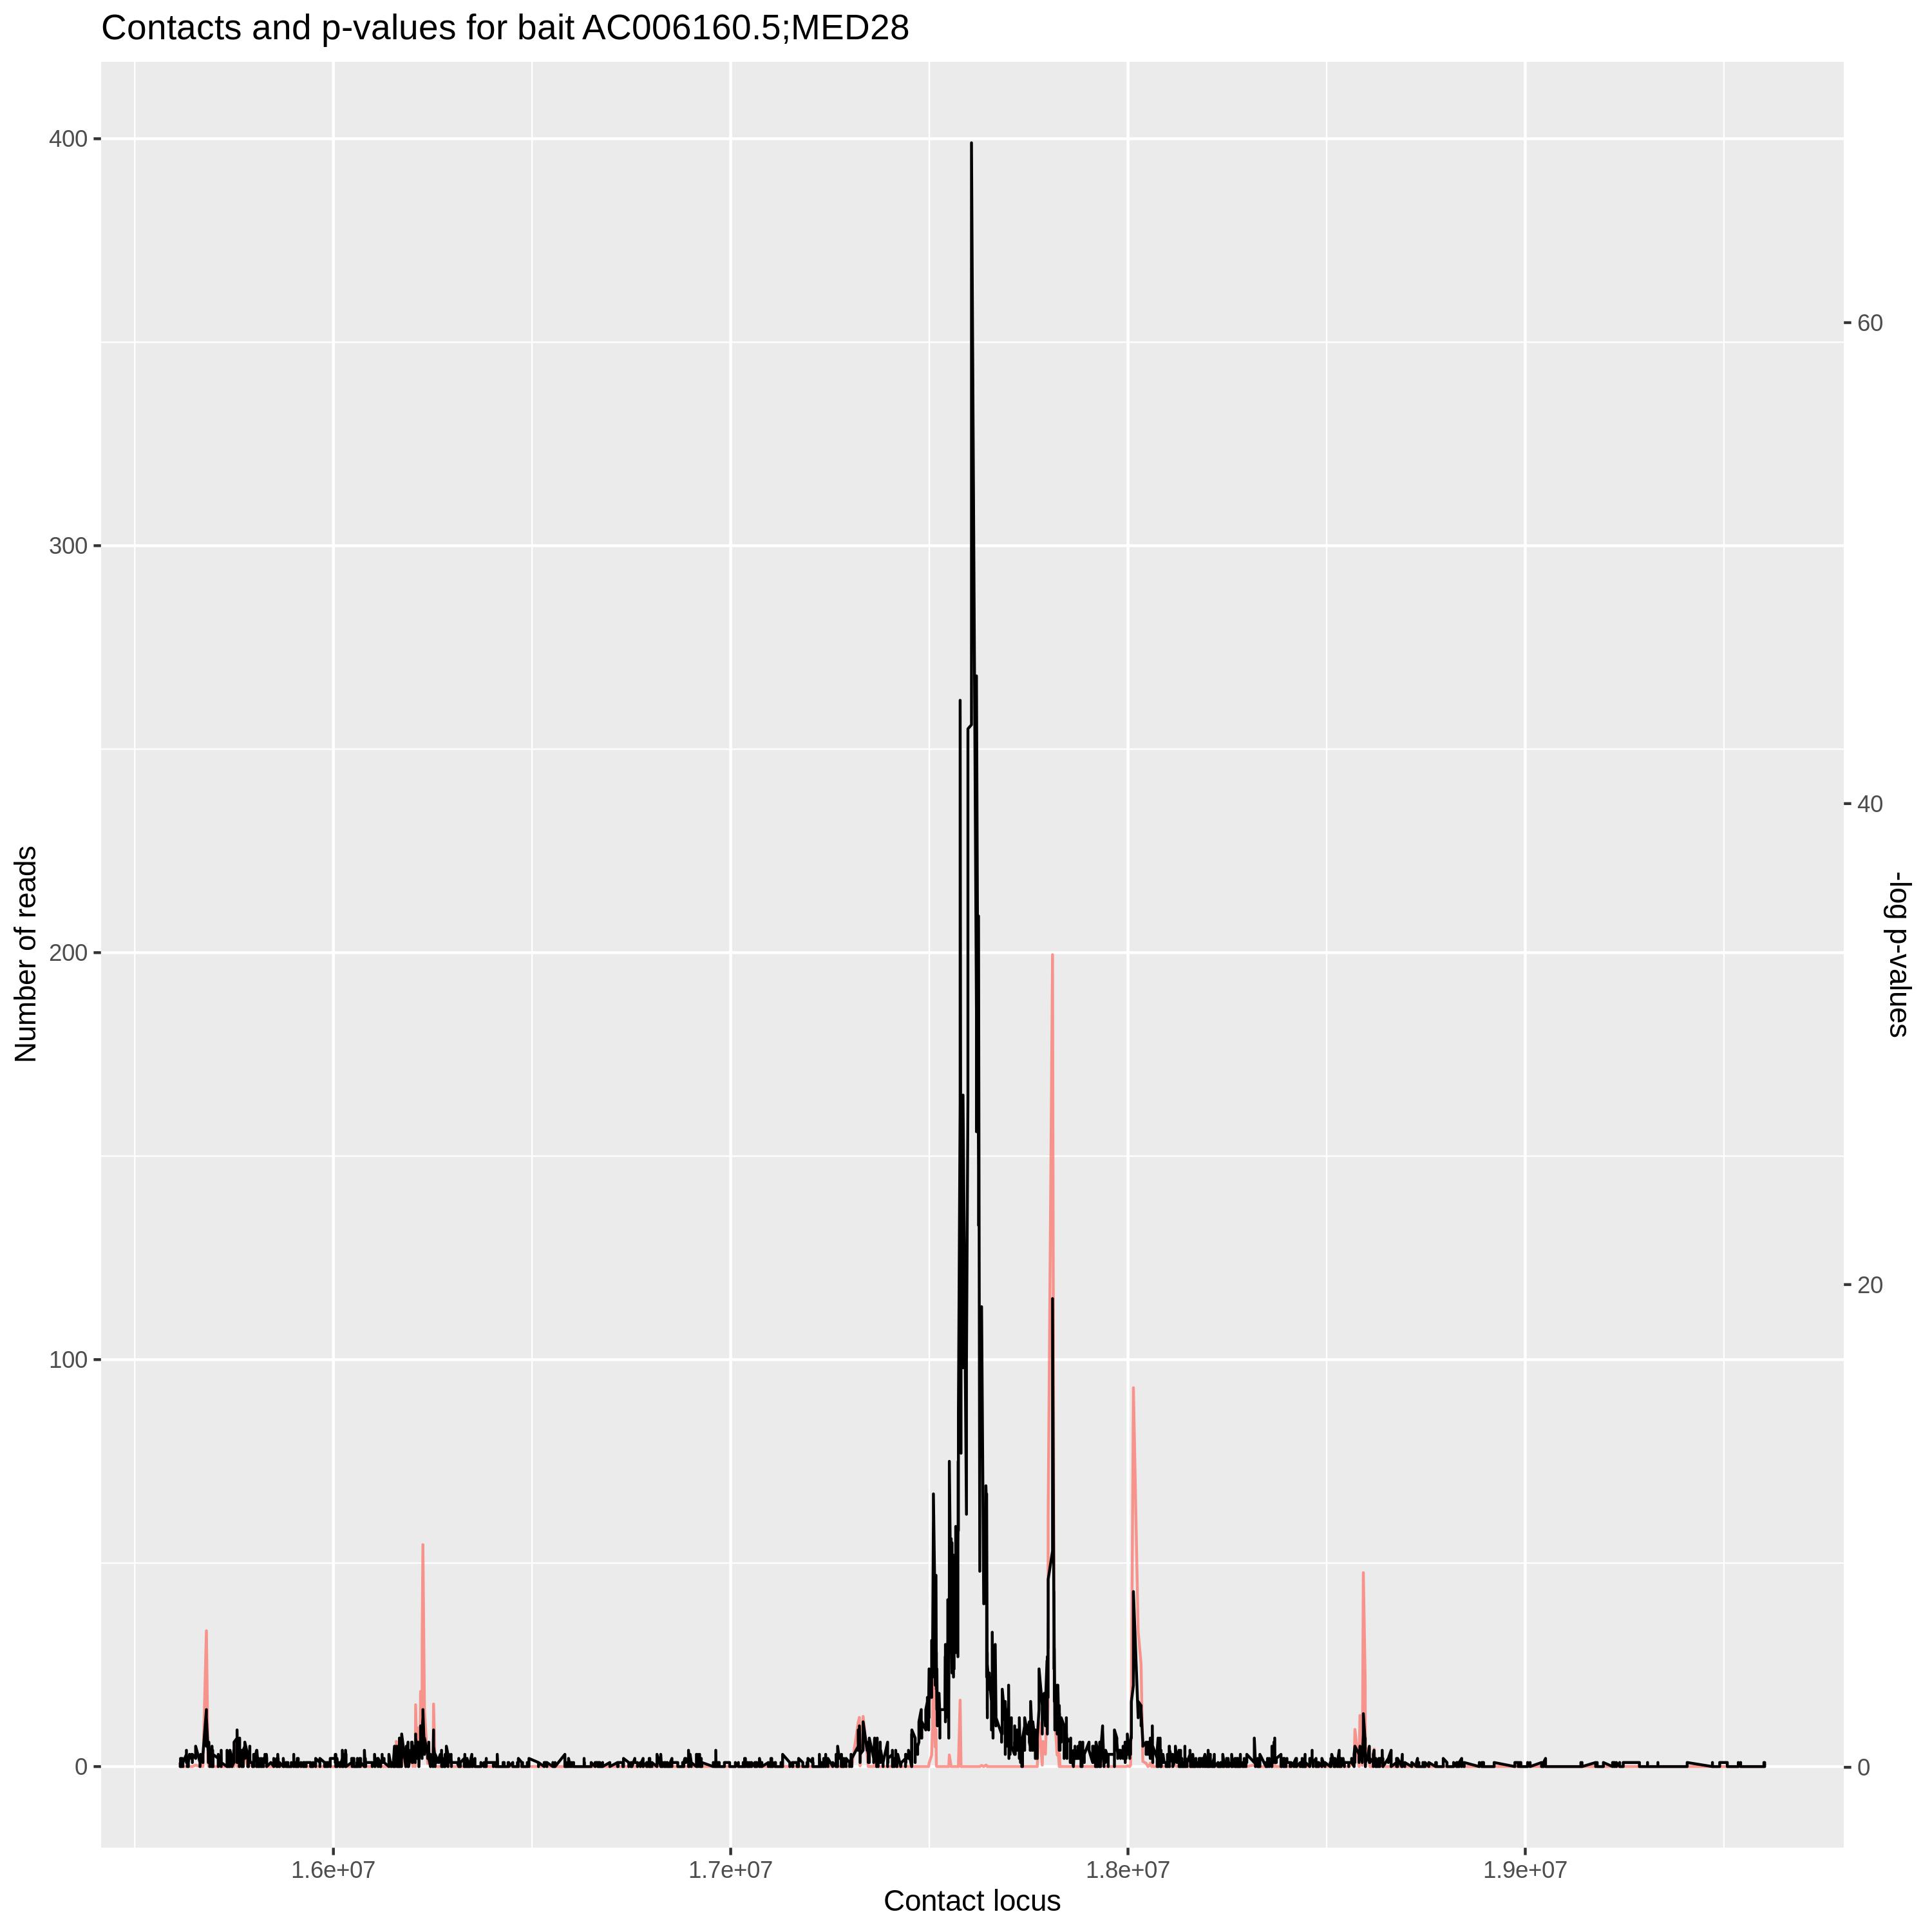 Contacts and p-values for bait AC006160.5;MED28
400
300
200
100
0
Number of reads
60
40
20
0
-log p-values
1.6e+07
1.7e+07
1.8e+07
1.9e+07
Contact locus